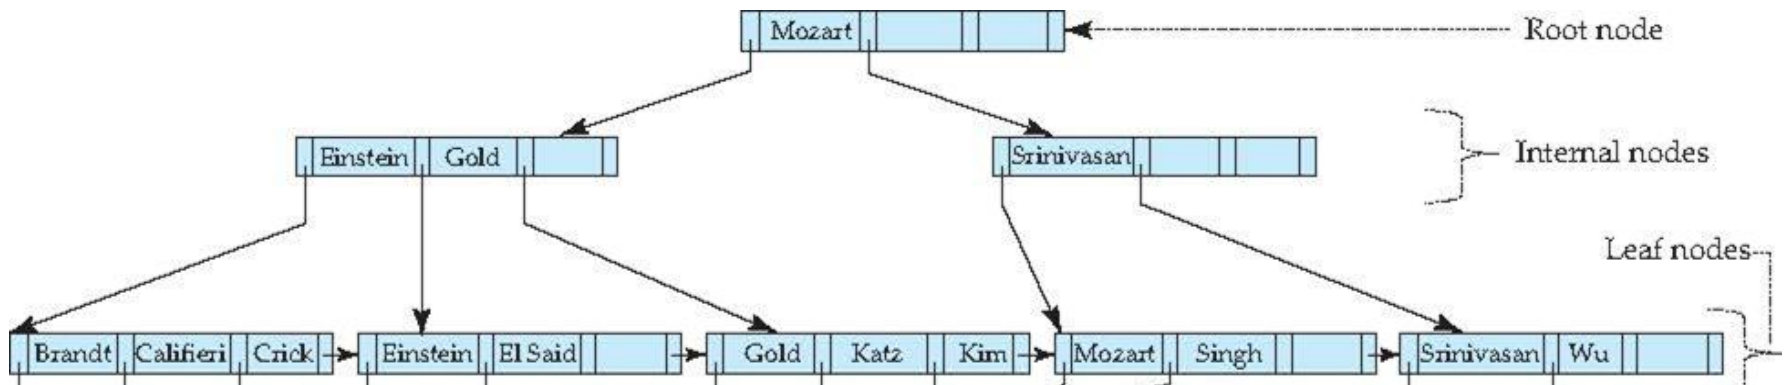 Mozart
Root node
Einstein Gold
Srinivasan
Internal nodes
Leaf nodes
Brandt Califieri Crick
Einstein El Said
Gold Katz Kim
Mozart Singh
Srinivasan Wu